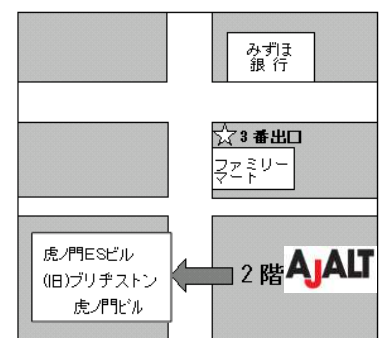 みずほ
銀 行
☆3 番出口
ファミリー
マート
虎ノ門ESビル
(旧)ブリヂストン
虎ノ門ビル
2 階 AJALT